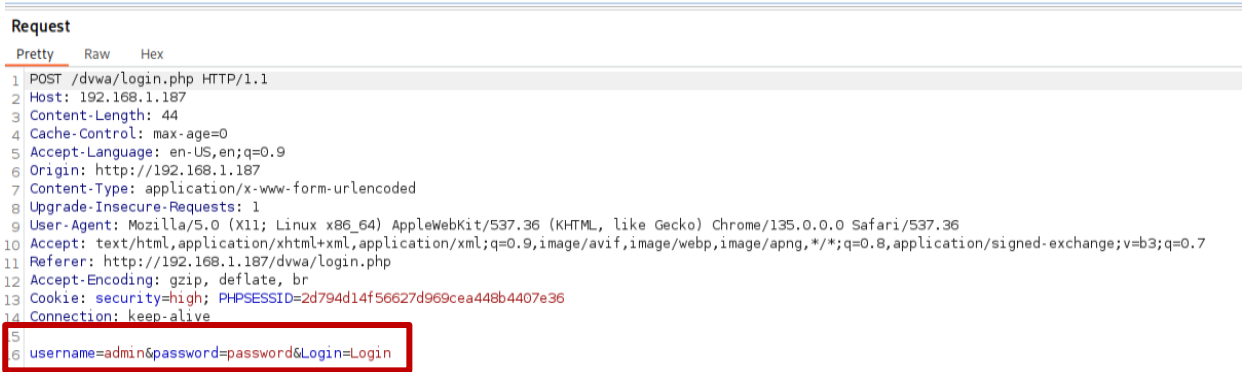 Request
Pretty Raw Hex
1 POST /dvwa/login.php HTTP/1.1
2 Host: 192.168.1.187
3 Content-Length: 44
4 Cache-Control: max-age=0
5 Accept-Language: en-US,en;q=0.9
6 Origin: http://192.168.1.187
7 Content-Type: application/x-www-form-urlencoded
8 Upgrade-Insecure-Requests: 1
9 User-Agent: Mozilla/5.0 (X11; Linux x86_64) AppleWebKit/537.36 (KHTML, like Gecko) Chrome/135.0.0.0 Safari/537.36
10 Accept: text/html,application/xhtml+xml,application/xml;q=0.9,image/avif,image/webp,image/apng,*/*;q=0.8,application/signed-exchange;v=b3;q=0.7
11 Referer: http://192.168.1.187/dvwa/login.php
12 Accept-Encoding: gzip, deflate, br
13 Cookie: security=high; PHPSESSID=2d794d14f56627d969cea448b4407e36
14 Connection: keep-alive
15
16 username=admin&password=password&Login=Login